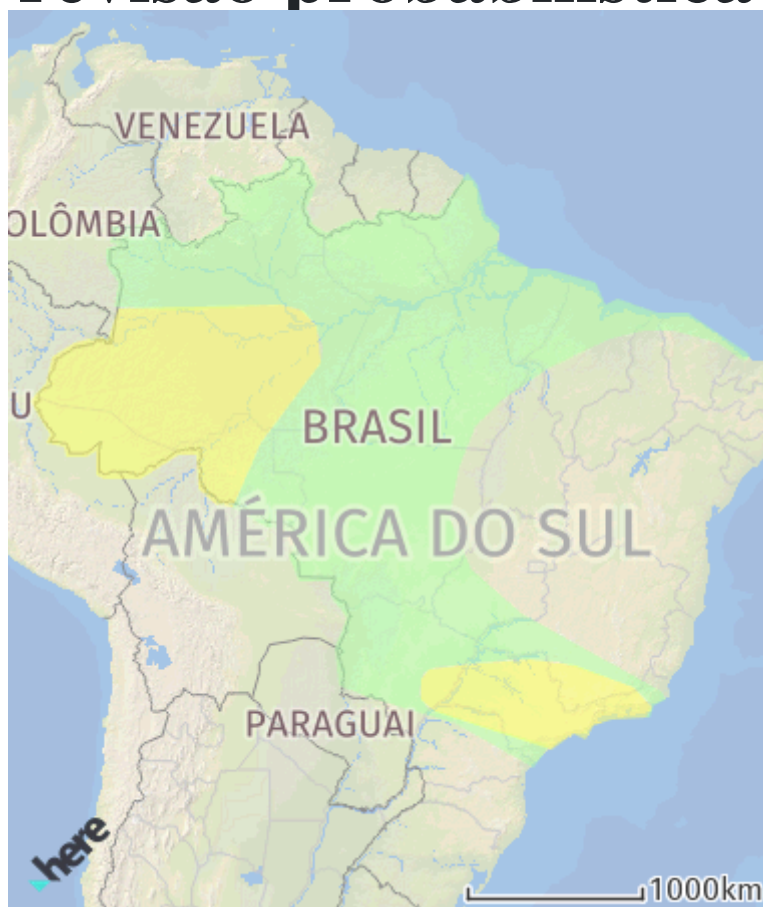 VENEZUELA
OLÔMBIA
U
BRASIL
AMÉRICA DO SUL
PARAGUAI
here
1000km